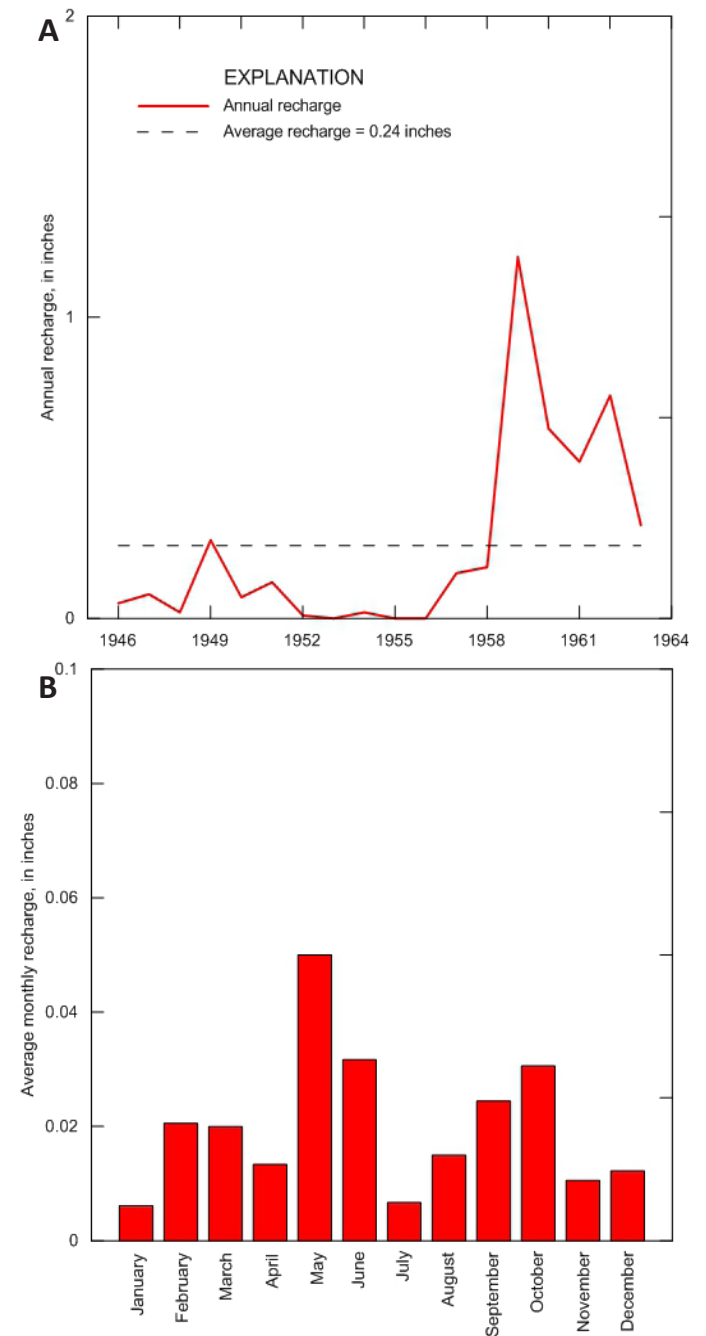 A
2
EXPLANATION
Annual recharge
Average recharge = 0.24 inches
Annual recharge, in inches
1
0
1946 1949 1952 1955 1958 1961 1964
B
0.1
0.08
0.06
Average monthly recharge, in inches
0.04
0.02
0
January February March April May June July August September October November December